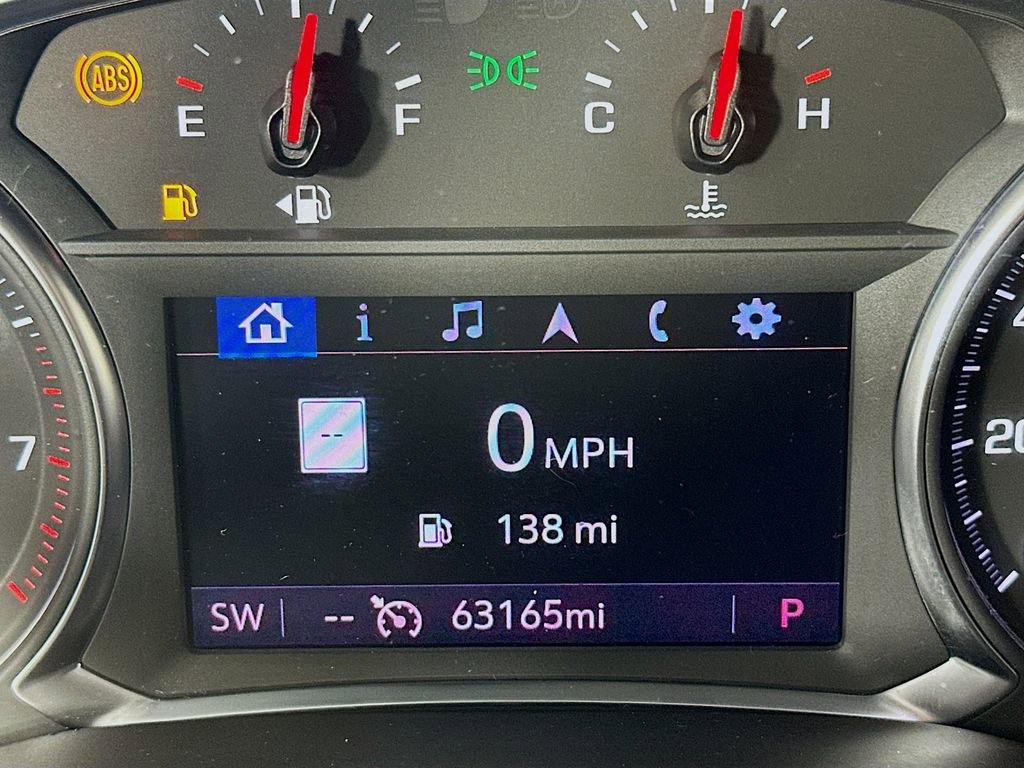 ABS
E F C H
i
-- 0 MPH
138 mi
SW -- 63165mi P
7
20